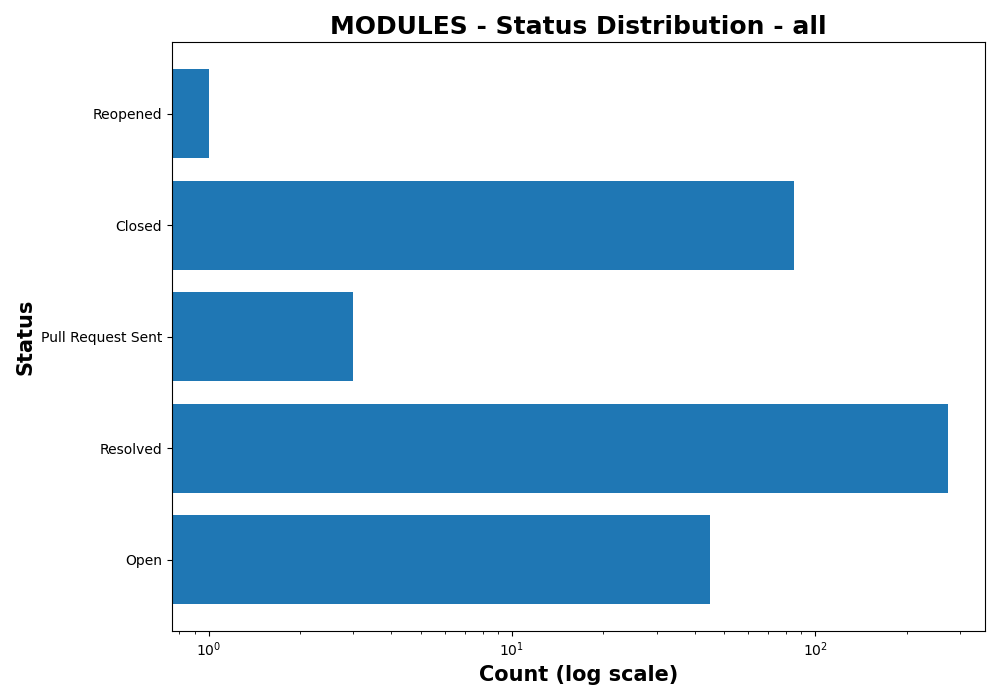 MODULES - Status Distribution - all
Status
Reopened
Closed
Pull Request Sent
Resolved
Open
10⁰ 10¹ 10²
Count (log scale)